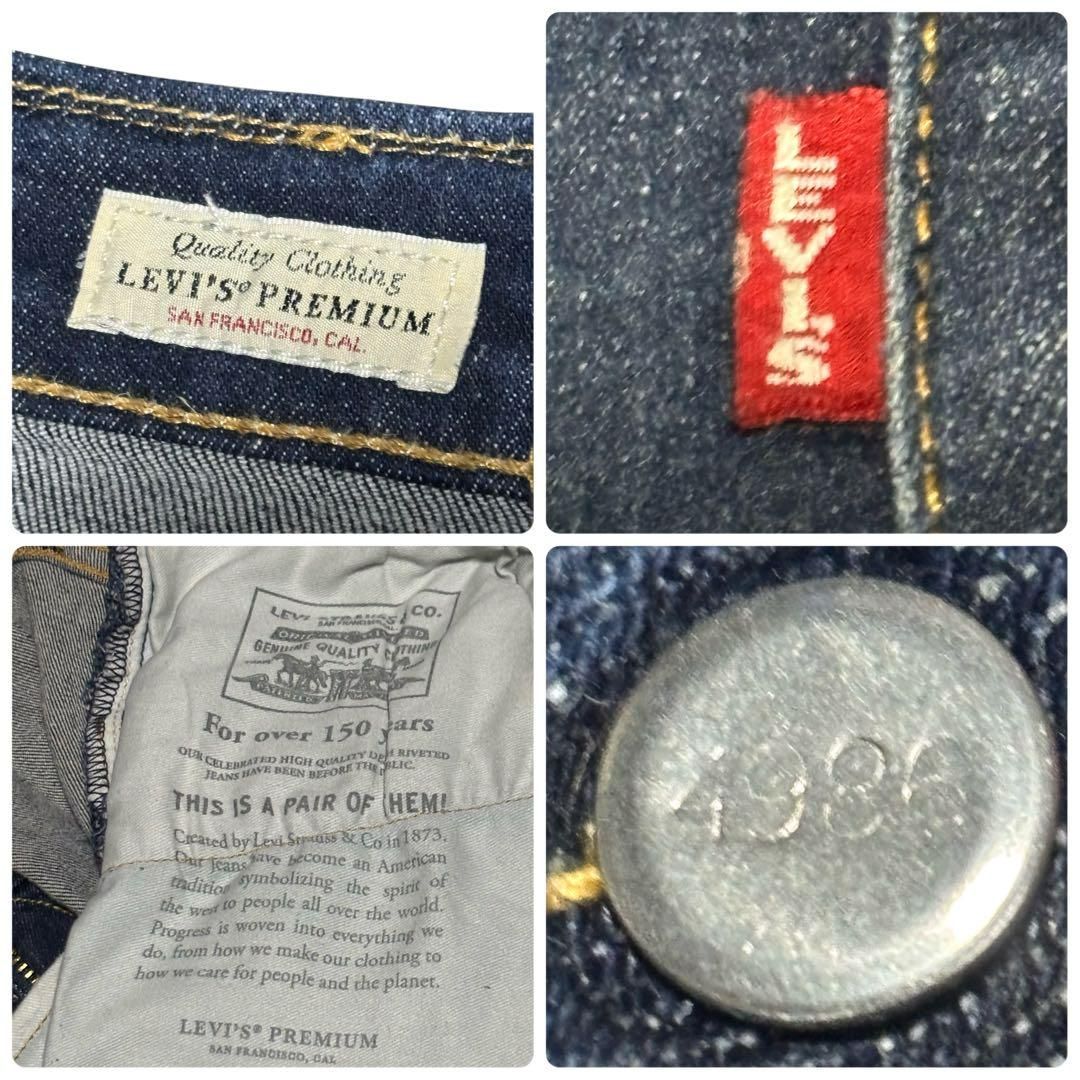 Quality Clothing
LEVI'S® PREMIUM
SAN FRANCISCO, CAL.
LEVI'S
LEVI STRAUSS & CO.
SAN FRANCISCO, CAL.
GENUINE QUALITY CLOTHING
For over 150 years
OUR CELEBRATED HIGH QUALITY RIVETED
JEANS HAVE BEEN BEFORE THE PUBLIC.
THIS IS A PAIR OF THEM!
Created by Levi Strauss & Co in 1873.
Our Jeans have become an American
tradition symbolizing the spirit of
the west to people all over the world.
Progress is woven into everything we
do, from how we make our clothing to
how we care for people and the planet.
LEVI'S® PREMIUM
SAN FRANCISCO, CAL
4986